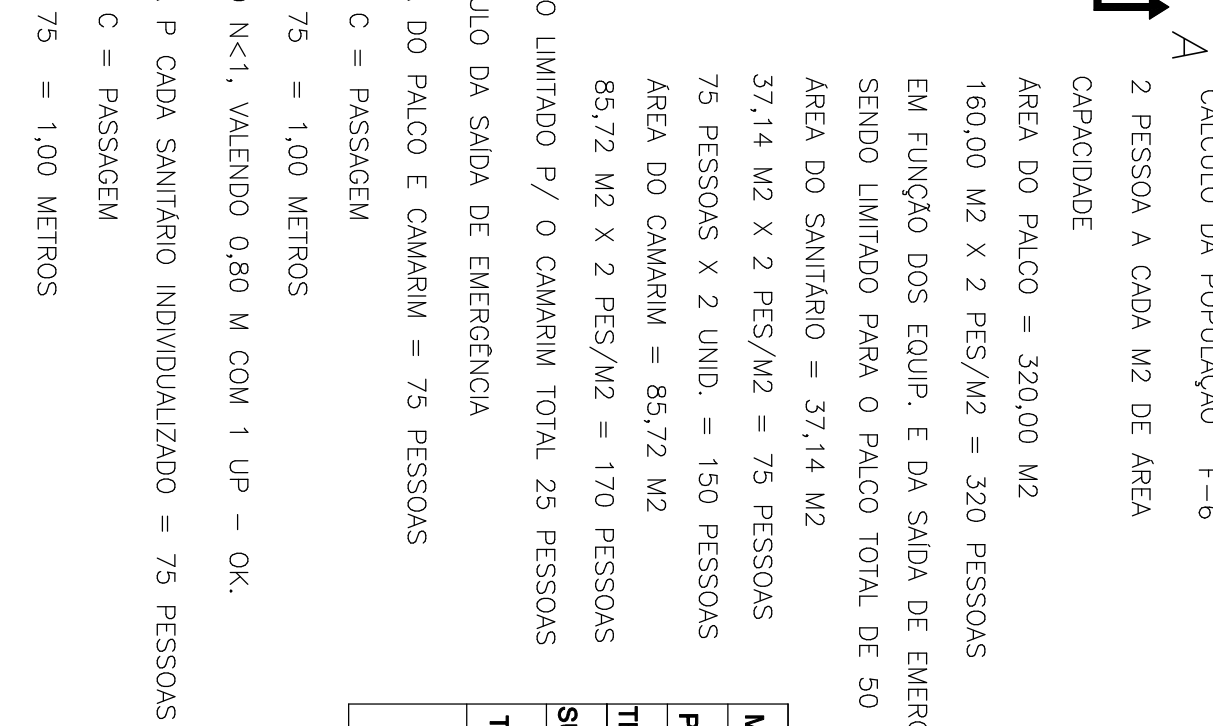 A
CÁLCULO DA POPULAÇÃO F-6
2 PESSOA A CADA M2 DE ÁREA
CAPACIDADE
ÁREA DO PALCO = 320,00 M2
160,00 M2 X 2 PES/M2 = 320 PESSOAS
EM FUNÇÃO DOS EQUIP. E DA SAÍDA DE EMERG
SENDO LIMITADO PARA O PALCO TOTAL DE 50
ÁREA DO SANITÁRIO = 37,14 M2
37,14 M2 X 2 PES/M2 = 75 PESSOAS
75 PESSOAS X 2 UNID. = 150 PESSOAS
ÁREA DO CAMARIM = 85,72 M2
85,72 M2 X 2 PES/M2 = 170 PESSOAS
O LIMITADO P/ O CAMARIM TOTAL 25 PESSOAS
ULO DA SAÍDA DE EMERGÊNCIA
DO PALCO E CAMARIM = 75 PESSOAS
C = PASSAGEM
75 = 1,00 METROS
N<1, VALENDO 0,80 M COM 1 UP - OK.
P CADA SANITÁRIO INDIVIDUALIZADO = 75 PESSOAS
C = PASSAGEM
75 = 1,00 METROS